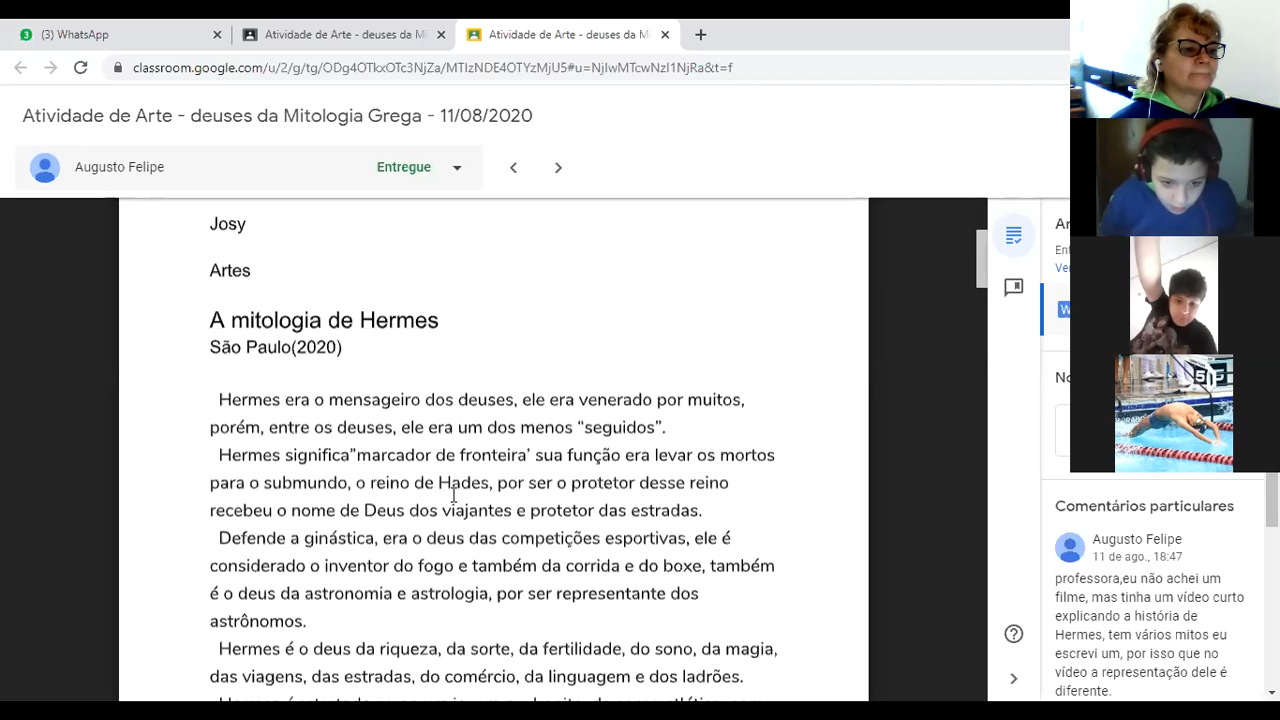 (3) WhatsApp
Atividade de Arte - deuses da Mi
Atividade de Arte - deuses da M
classroom.google.com/u/2/g/tg/
Atividade de Arte - deuses da Mitologia Grega - 11/08/2020
Augusto Felipe
Entregue
Josy
Artes
A mitologia de Hermes
São Paulo(2020)
Hermes era o mensageiro dos deuses, ele era venerado por muitos,
porém, entre os deuses, ele era um dos menos “seguidos”.
Hermes significa”marcador de fronteira’ sua função era levar os mortos
para o submundo, o reino de Hades, por ser o protetor desse reino
recebeu o nome de Deus dos viajantes e protetor das estradas.
Defende a ginástica, era o deus das competições esportivas, ele é
considerado o inventor do fogo e também da corrida e do boxe, também
é o deus da astronomia e astrologia, por ser representante dos
astrônomos.
Hermes é o deus da riqueza, da sorte, da fertilidade, do sono, da magia,
das viagens, das estradas, do comércio, da linguagem e dos ladrões.
Ar
Ent
Ver
W
No
Comentários particulares
Augusto Felipe
11 de ago., 18:47
professora,eu não achei um
filme, mas tinha um vídeo curto
explicando a história de
Hermes, tem vários mitos eu
escrevi um, por isso que no
vídeo a representação dele é
diferente.